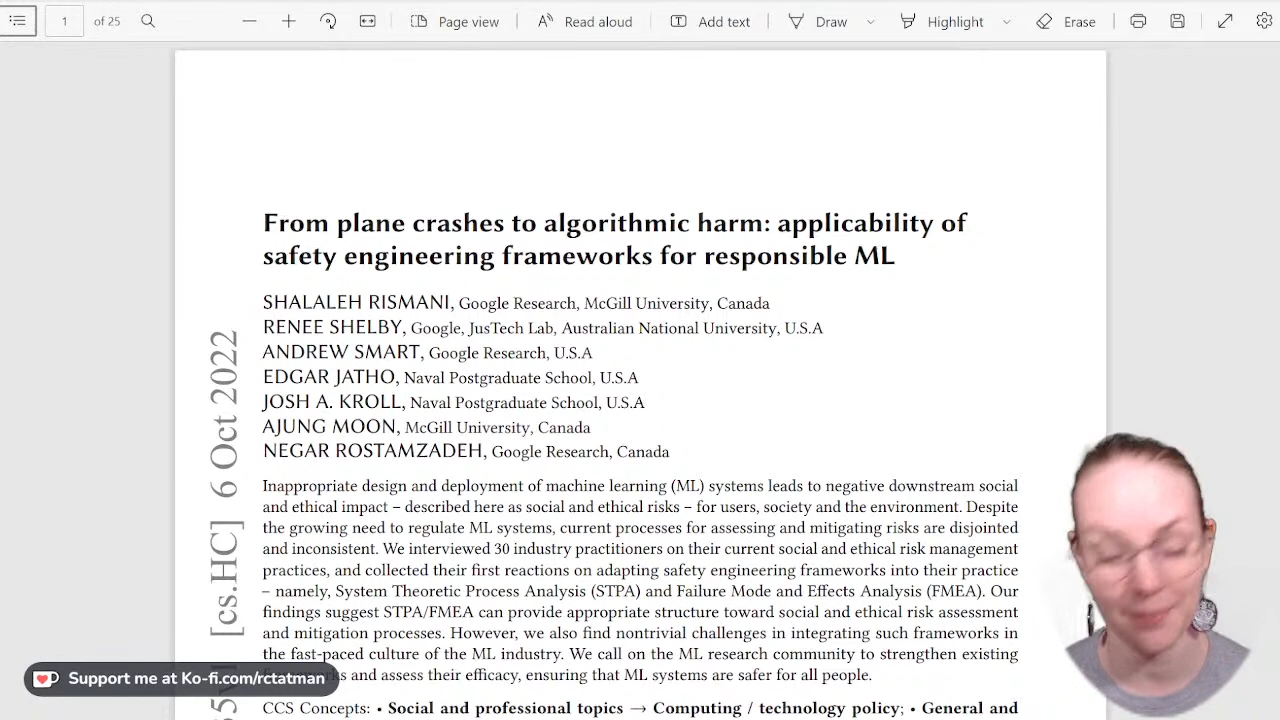 1 of 25 Page view Read aloud Add text Draw Highlight Erase
From plane crashes to algorithmic harm: applicability of
safety engineering frameworks for responsible ML
SHALALEH RISMANI, Google Research, McGill University, Canada
RENEE SHELBY, Google, JusTech Lab, Australian National University, U.S.A
ANDREW SMART, Google Research, U.S.A
EDGAR JATHO, Naval Postgraduate School, U.S.A
JOSH A. KROLL, Naval Postgraduate School, U.S.A
AJUNG MOON, McGill University, Canada
NEGAR ROSTAMZADEH, Google Research, Canada
Inappropriate design and deployment of machine learning (ML) systems leads to negative downstream social
and ethical impact – described here as social and ethical risks – for users, society and the environment. Despite
the growing need to regulate ML systems, current processes for assessing and mitigating risks are disjointed
and inconsistent. We interviewed 30 industry practitioners on their current social and ethical risk management
practices, and collected their first reactions on adapting safety engineering frameworks into their practice
– namely, System Theoretic Process Analysis (STPA) and Failure Mode and Effects Analysis (FMEA). Our
findings suggest STPA/FMEA can provide appropriate structure toward social and ethical risk assessment
and mitigation processes. However, we also find nontrivial challenges in integrating such frameworks in
the fast-paced culture of the ML industry. We call on the ML research community to strengthen existing
ks and assess their efficacy, ensuring that ML systems are safer for all people.
CCS Concepts: • Social and professional topics → Computing / technology policy; • General and
[cs.HC] 6 Oct 2022
Support me at Ko-fi.com/rctatman